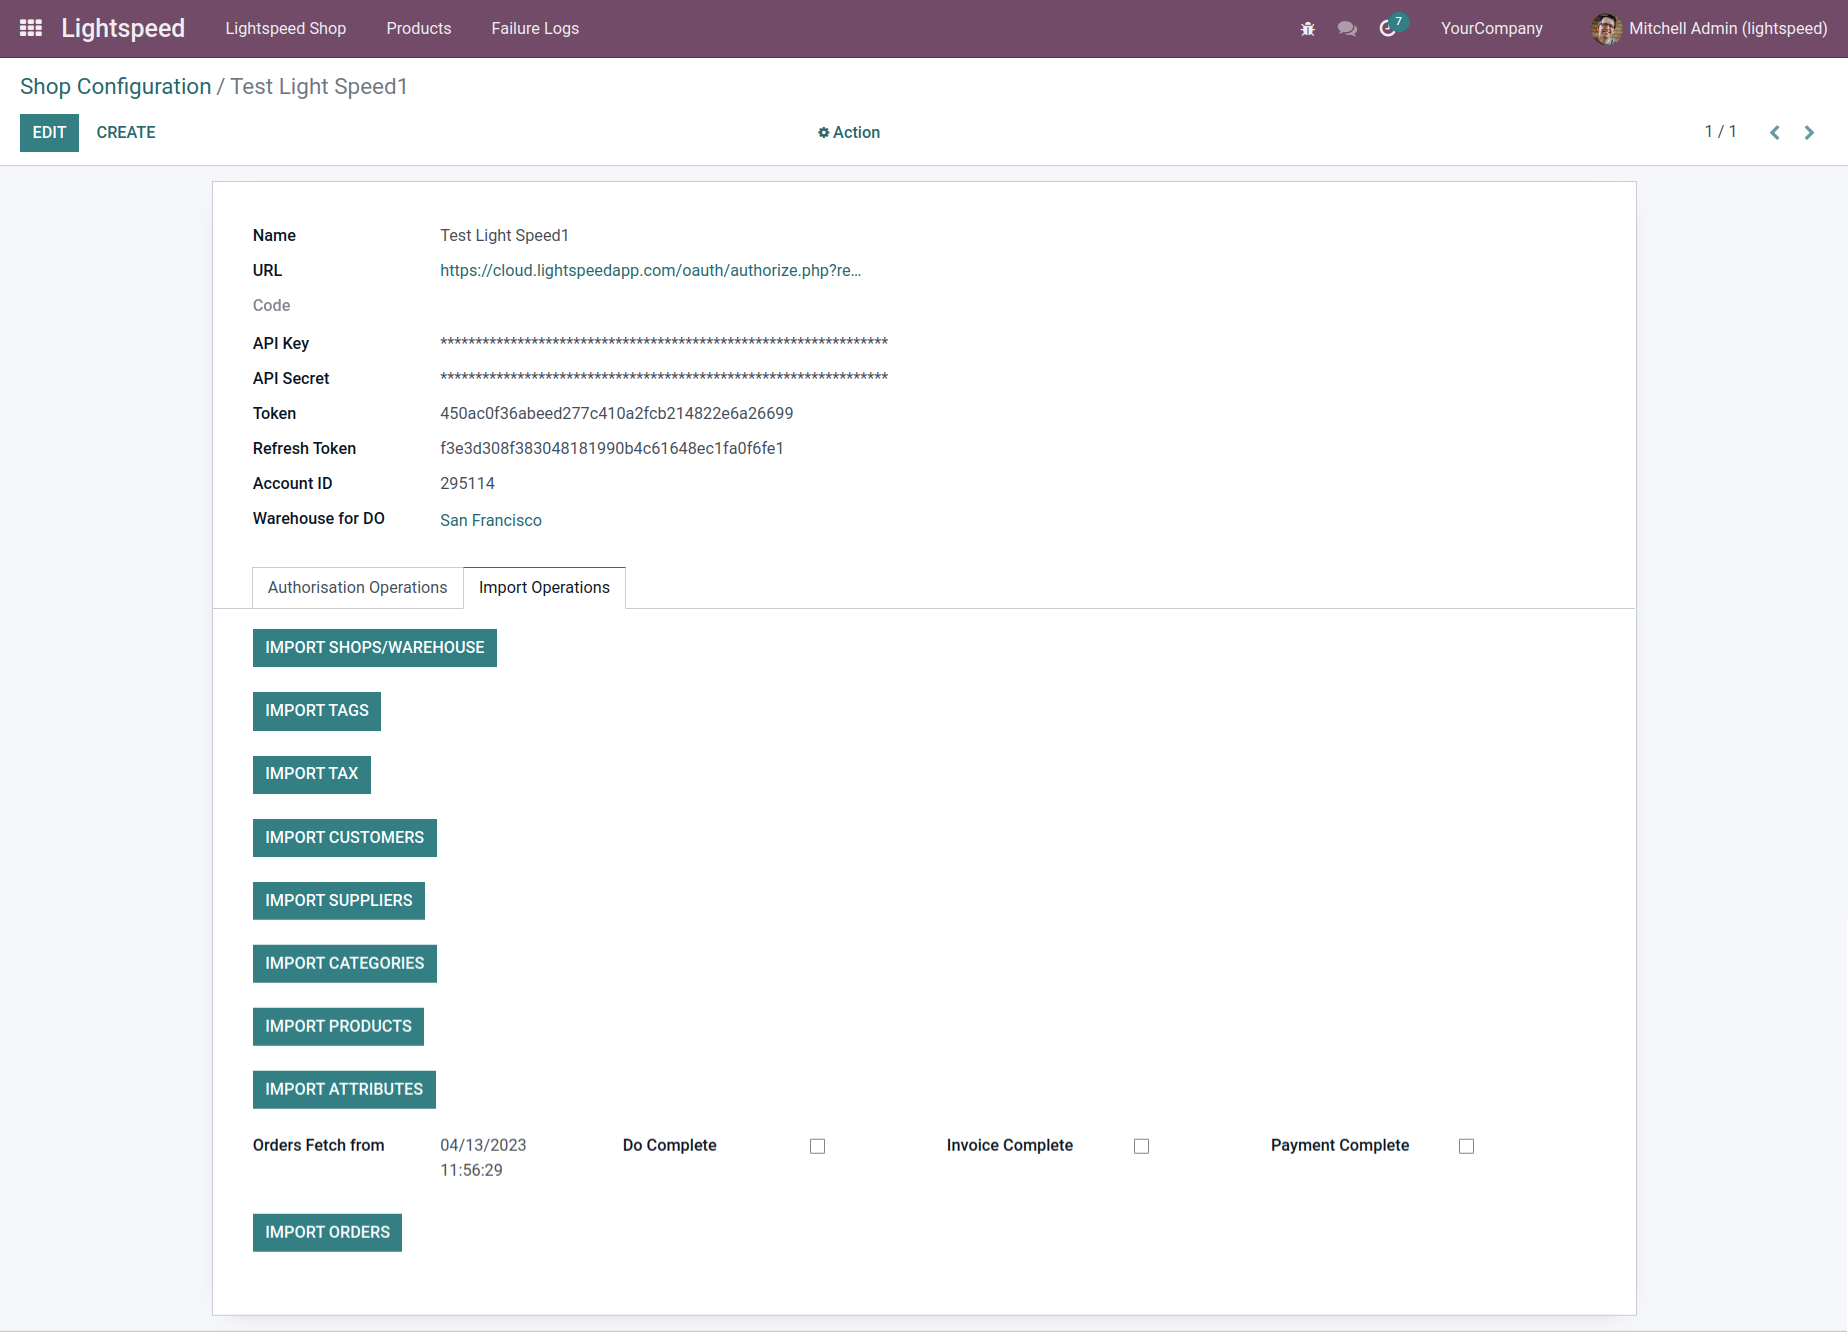 Lightspeed Lightspeed Shop Products Failure Logs 7 YourCompany Mitchell Admin (lightspeed)
Shop Configuration / Test Light Speed1
EDIT CREATE Action 1 / 1
Name Test Light Speed1
URL https://cloud.lightspeedapp.com/oauth/authorize.php?re...
Code
API Key ****************************************************************
API Secret ****************************************************************
Token 450ac0f36abeed277c410a2fcb214822e6a26699
Refresh Token f3e3d308f383048181990b4c61648ec1fa0f6fe1
Account ID 295114
Warehouse for DO San Francisco
Authorisation Operations Import Operations
IMPORT SHOPS/WAREHOUSE
IMPORT TAGS
IMPORT TAX
IMPORT CUSTOMERS
IMPORT SUPPLIERS
IMPORT CATEGORIES
IMPORT PRODUCTS
IMPORT ATTRIBUTES
Orders Fetch from 04/13/2023 Do Complete Invoice Complete Payment Complete
11:56:29
IMPORT ORDERS